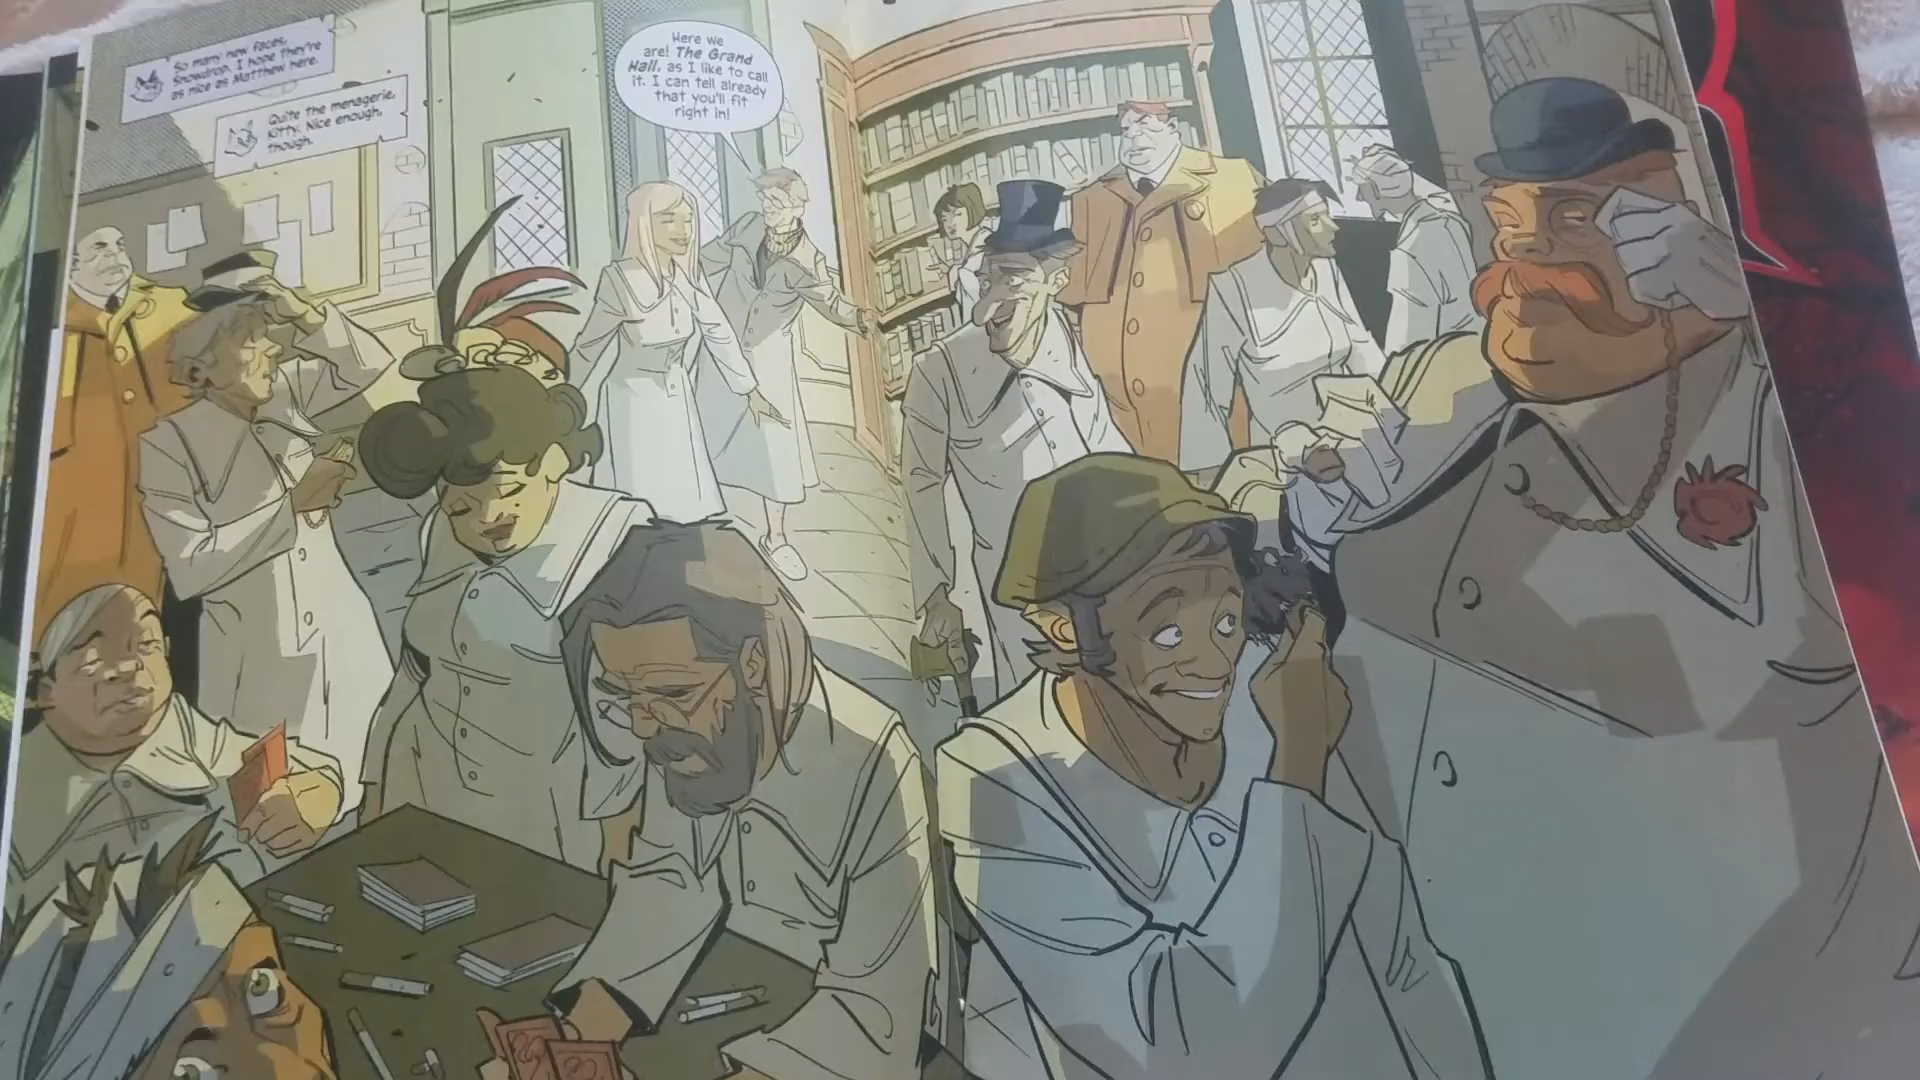 So many new faces,
Snowdrop. I hope they're
as nice as Matthew here.
Quite the menagerie,
Kitty. Nice enough,
though.
Here we
are! The Grand
Hall, as I like to call
it. I can tell already
that you'll fit
right in!